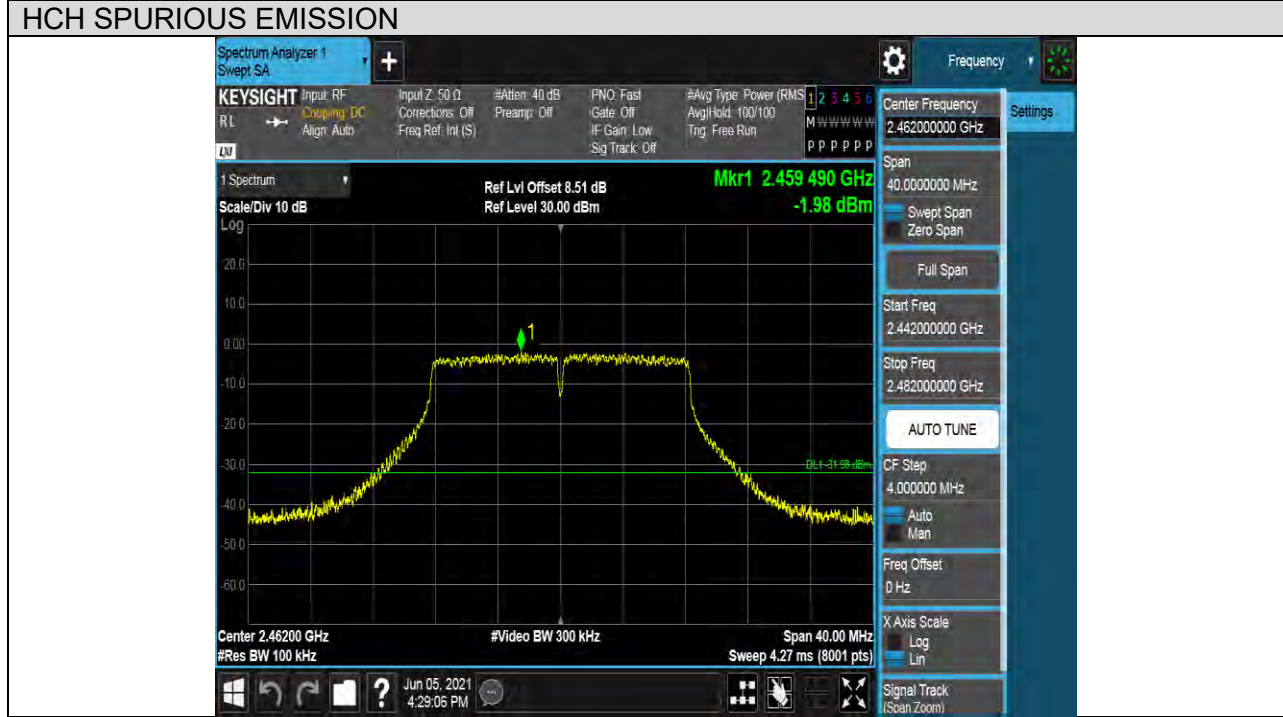 HCH SPURIOUS EMISSION
Spectrum Analyzer 1
Swept SA
+
Frequency
KEYSIGHT
RL
LXI
Input: RF
Coupling: DC
Align: Auto
Input Z: 50 Ω
Corrections: Off
Freq Ref: Int (S)
#Atten: 40 dB
Preamp: Off
PNO: Fast
Gate: Off
IF Gain: Low
Sig Track: Off
#Avg Type: Power (RMS
Avg|Hold: 100/100
Trig: Free Run
1 2 3 4 5 6
M W W W W W
P P P P P P
1 Spectrum
Scale/Div 10 dB
Ref Lvl Offset 8.51 dB
Ref Level 30.00 dBm
Mkr1 2.459 490 GHz
-1.98 dBm
Log
20.0
10.0
0.00
-10.0
-20.0
-30.0
-40.0
-50.0
-60.0
1
DL1 -31.98 dBm
Center 2.46200 GHz
#Res BW 100 kHz
#Video BW 300 kHz
Span 40.00 MHz
Sweep 4.27 ms (8001 pts)
Center Frequency
2.462000000 GHz
Settings
Span
40.0000000 MHz
Swept Span
Zero Span
Full Span
Start Freq
2.442000000 GHz
Stop Freq
2.482000000 GHz
AUTO TUNE
CF Step
4.000000 MHz
Auto
Man
Freq Offset
0 Hz
X Axis Scale
Log
Lin
Signal Track
(Span Zoom)
?
Jun 05, 2021
4:29:06 PM